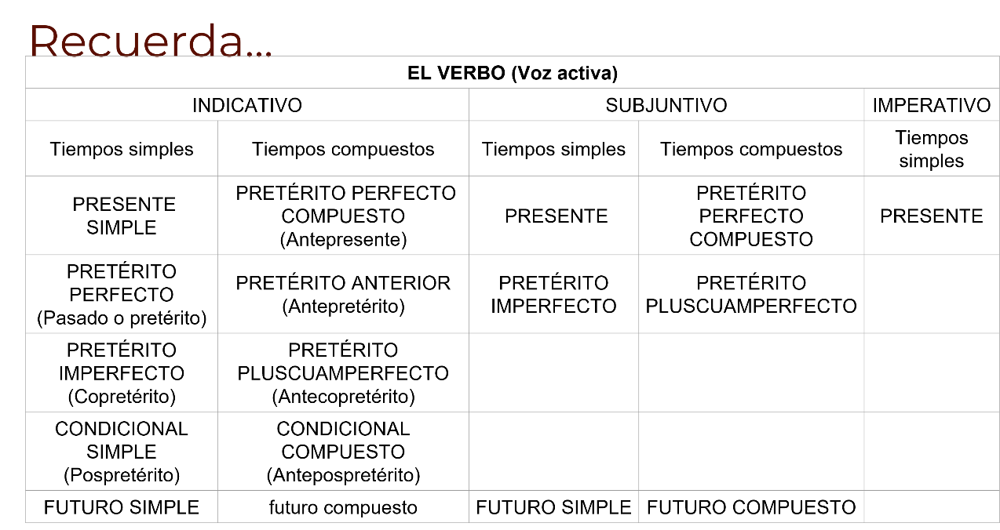 Recuerda...
EL VERBO (Voz activa)
INDICATIVO
SUBJUNTIVO
IMPERATIVO
Tiempos simples
Tiempos compuestos
Tiempos simples
Tiempos compuestos
Tiempos
simples
PRESENTE
SIMPLE
PRETÉRITO PERFECTO
COMPUESTO
(Antepresente)
PRESENTE
PRETÉRITO
PERFECTO
COMPUESTO
PRESENTE
PRETÉRITO
PERFECTO
(Pasado o pretérito)
PRETÉRITO ANTERIOR
(Antepretérito)
PRETÉRITO
IMPERFECTO
PRETÉRITO
PLUSCUAMPERFECTO
PRETÉRITO
IMPERFECTO
(Copretérito)
PRETÉRITO
PLUSCUAMPERFECTO
(Antecopretérito)
CONDICIONAL
SIMPLE
(Pospretérito)
CONDICIONAL
COMPUESTO
(Antepospretérito)
FUTURO SIMPLE
futuro compuesto
FUTURO SIMPLE
FUTURO COMPUESTO